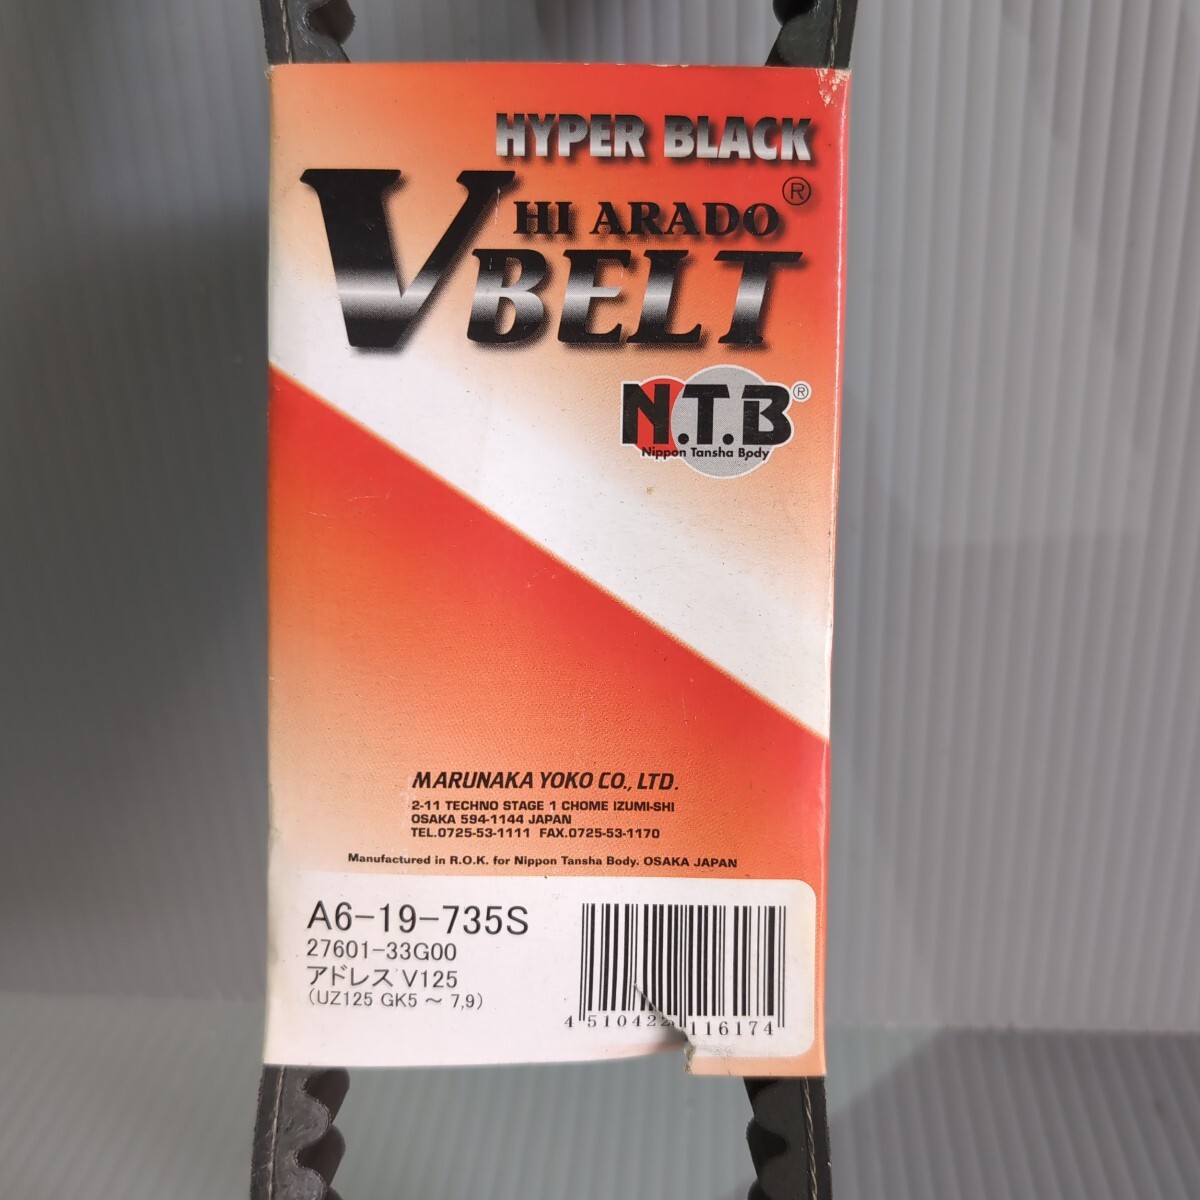 HYPER BLACK
HI ARADO ®
V BELT
N.T.B ®
Nippon Tansha Body
MARUNAKA YOKO CO., LTD.
2-11 TECHNO STAGE 1 CHOME IZUMI-SHI
OSAKA 594-1144 JAPAN
TEL.0725-53-1111 FAX.0725-53-1170
Manufactured in R.O.K. for Nippon Tansha Body. OSAKA JAPAN
A6-19-735S
27601-33G00
アドレス V125
(UZ125 GK5 ～ 7,9)
4 510422 116174